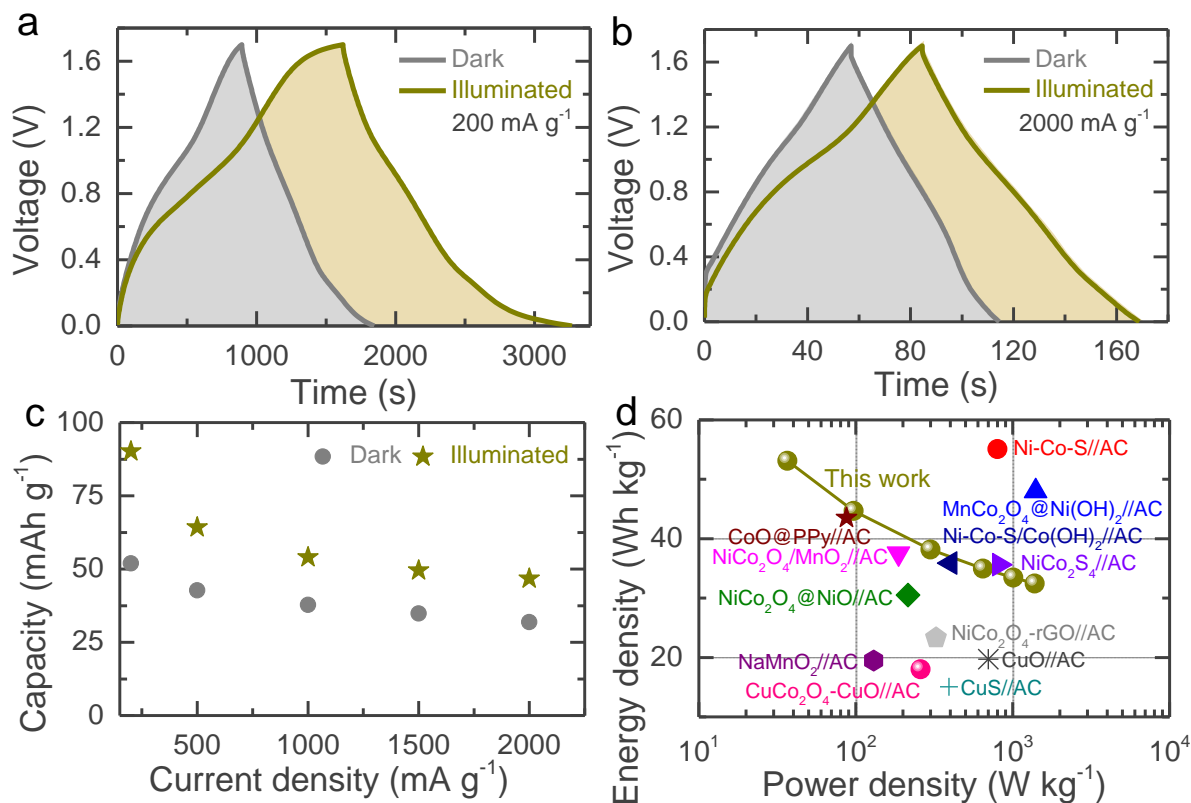 a
Voltage (V)
1.6
1.2
0.8
0.4
0.0
Dark
Illuminated
200 mA g⁻¹
0 1000 2000 3000
Time (s)
b
Voltage (V)
1.6
1.2
0.8
0.4
0.0
Dark
Illuminated
2000 mA g⁻¹
0 40 80 120 160
Time (s)
c
Capacity (mAh g⁻¹)
100
75
50
25
0
Dark Illuminated
500 1000 1500 2000
Current density (mA g⁻¹)
d
Energy density (Wh kg⁻¹)
60
40
20
Ni-Co-S//AC
This work
MnCo₂O₄@Ni(OH)₂//AC
CoO@PPy//AC
Ni-Co-S/Co(OH)₂//AC
NiCo₂O₄/MnO₂//AC
NiCo₂S₄//AC
NiCo₂O₄@NiO//AC
NiCo₂O₄-rGO//AC
NaMnO₂//AC
CuO//AC
CuCo₂O₄-CuO//AC
CuS//AC
10¹ 10² 10³ 10⁴
Power density (W kg⁻¹)